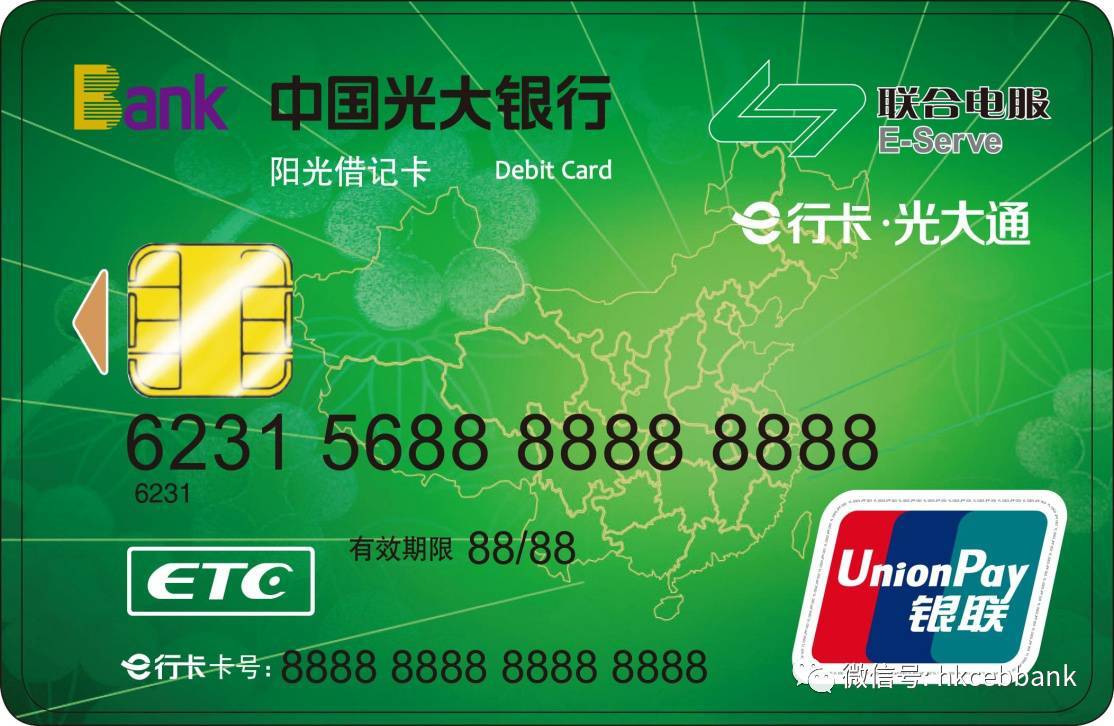 Bank 中国光大银行
阳光借记卡 Debit Card
联合电服
E-Serve
e行卡·光大通
6231 5688 8888 8888
6231
有效期限 88/88
ETC
e行卡卡号: 8888 8888 8888 8888
UnionPay
银联
微信号: hkcebbank